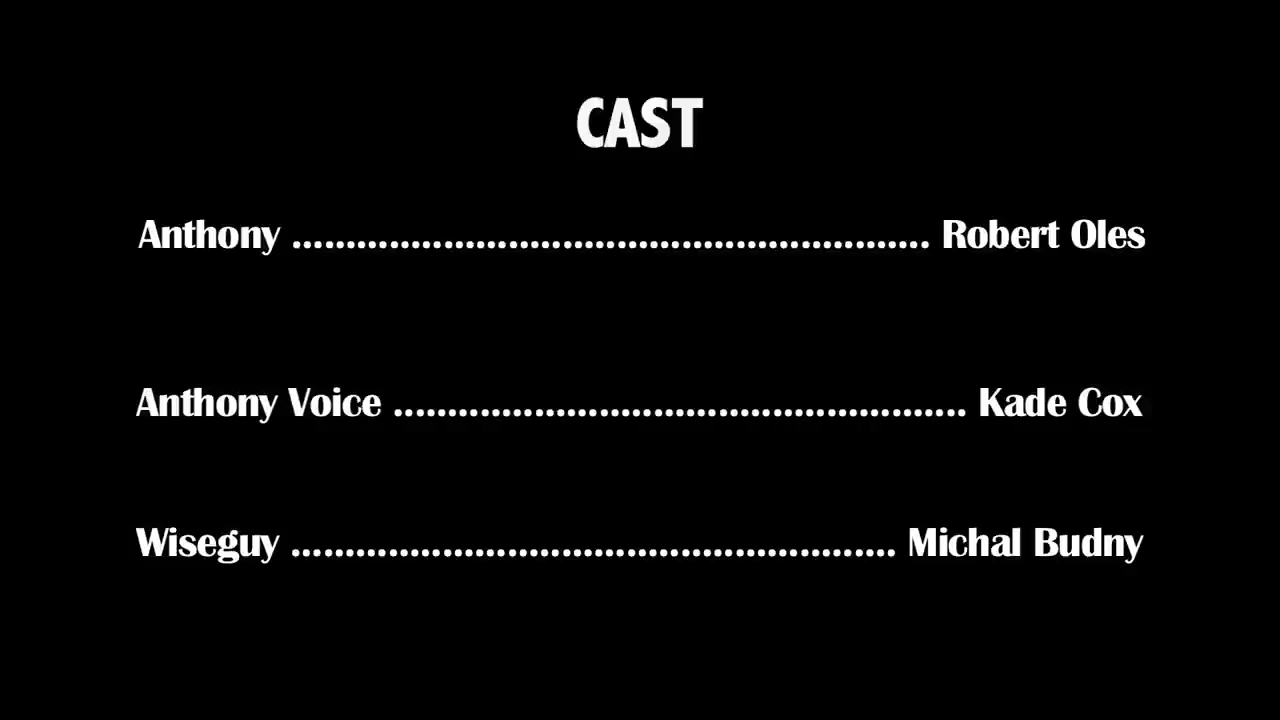 CAST
Anthony ........................................................... Robert Oles
Anthony Voice ..................................................... Kade Cox
Wiseguy ........................................................ Michal Budny